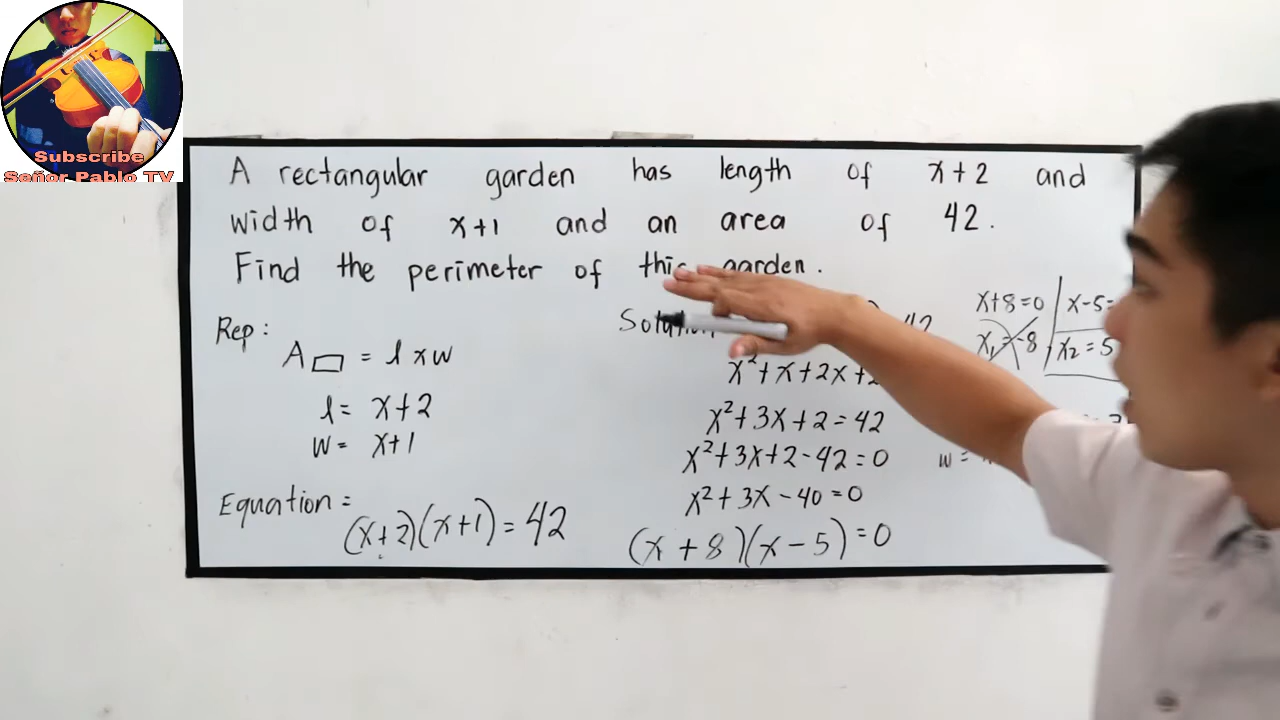 Subscribe
Señor Pablo TV
A rectangular garden has length of x+2 and
width of x+1 and an area of 42.
Find the perimeter of this garden.
Rep:
A▭ = l x w
l = x+2
w = x+1
Equation =
(x+2)(x+1) = 42
Solution
42
x²+x+2x+2
x²+3x+2=42
x²+3x+2-42=0
x²+3x-40=0
(x+8)(x-5)=0
x+8=0
x₁=-8
x-5=
x₂=5
w =